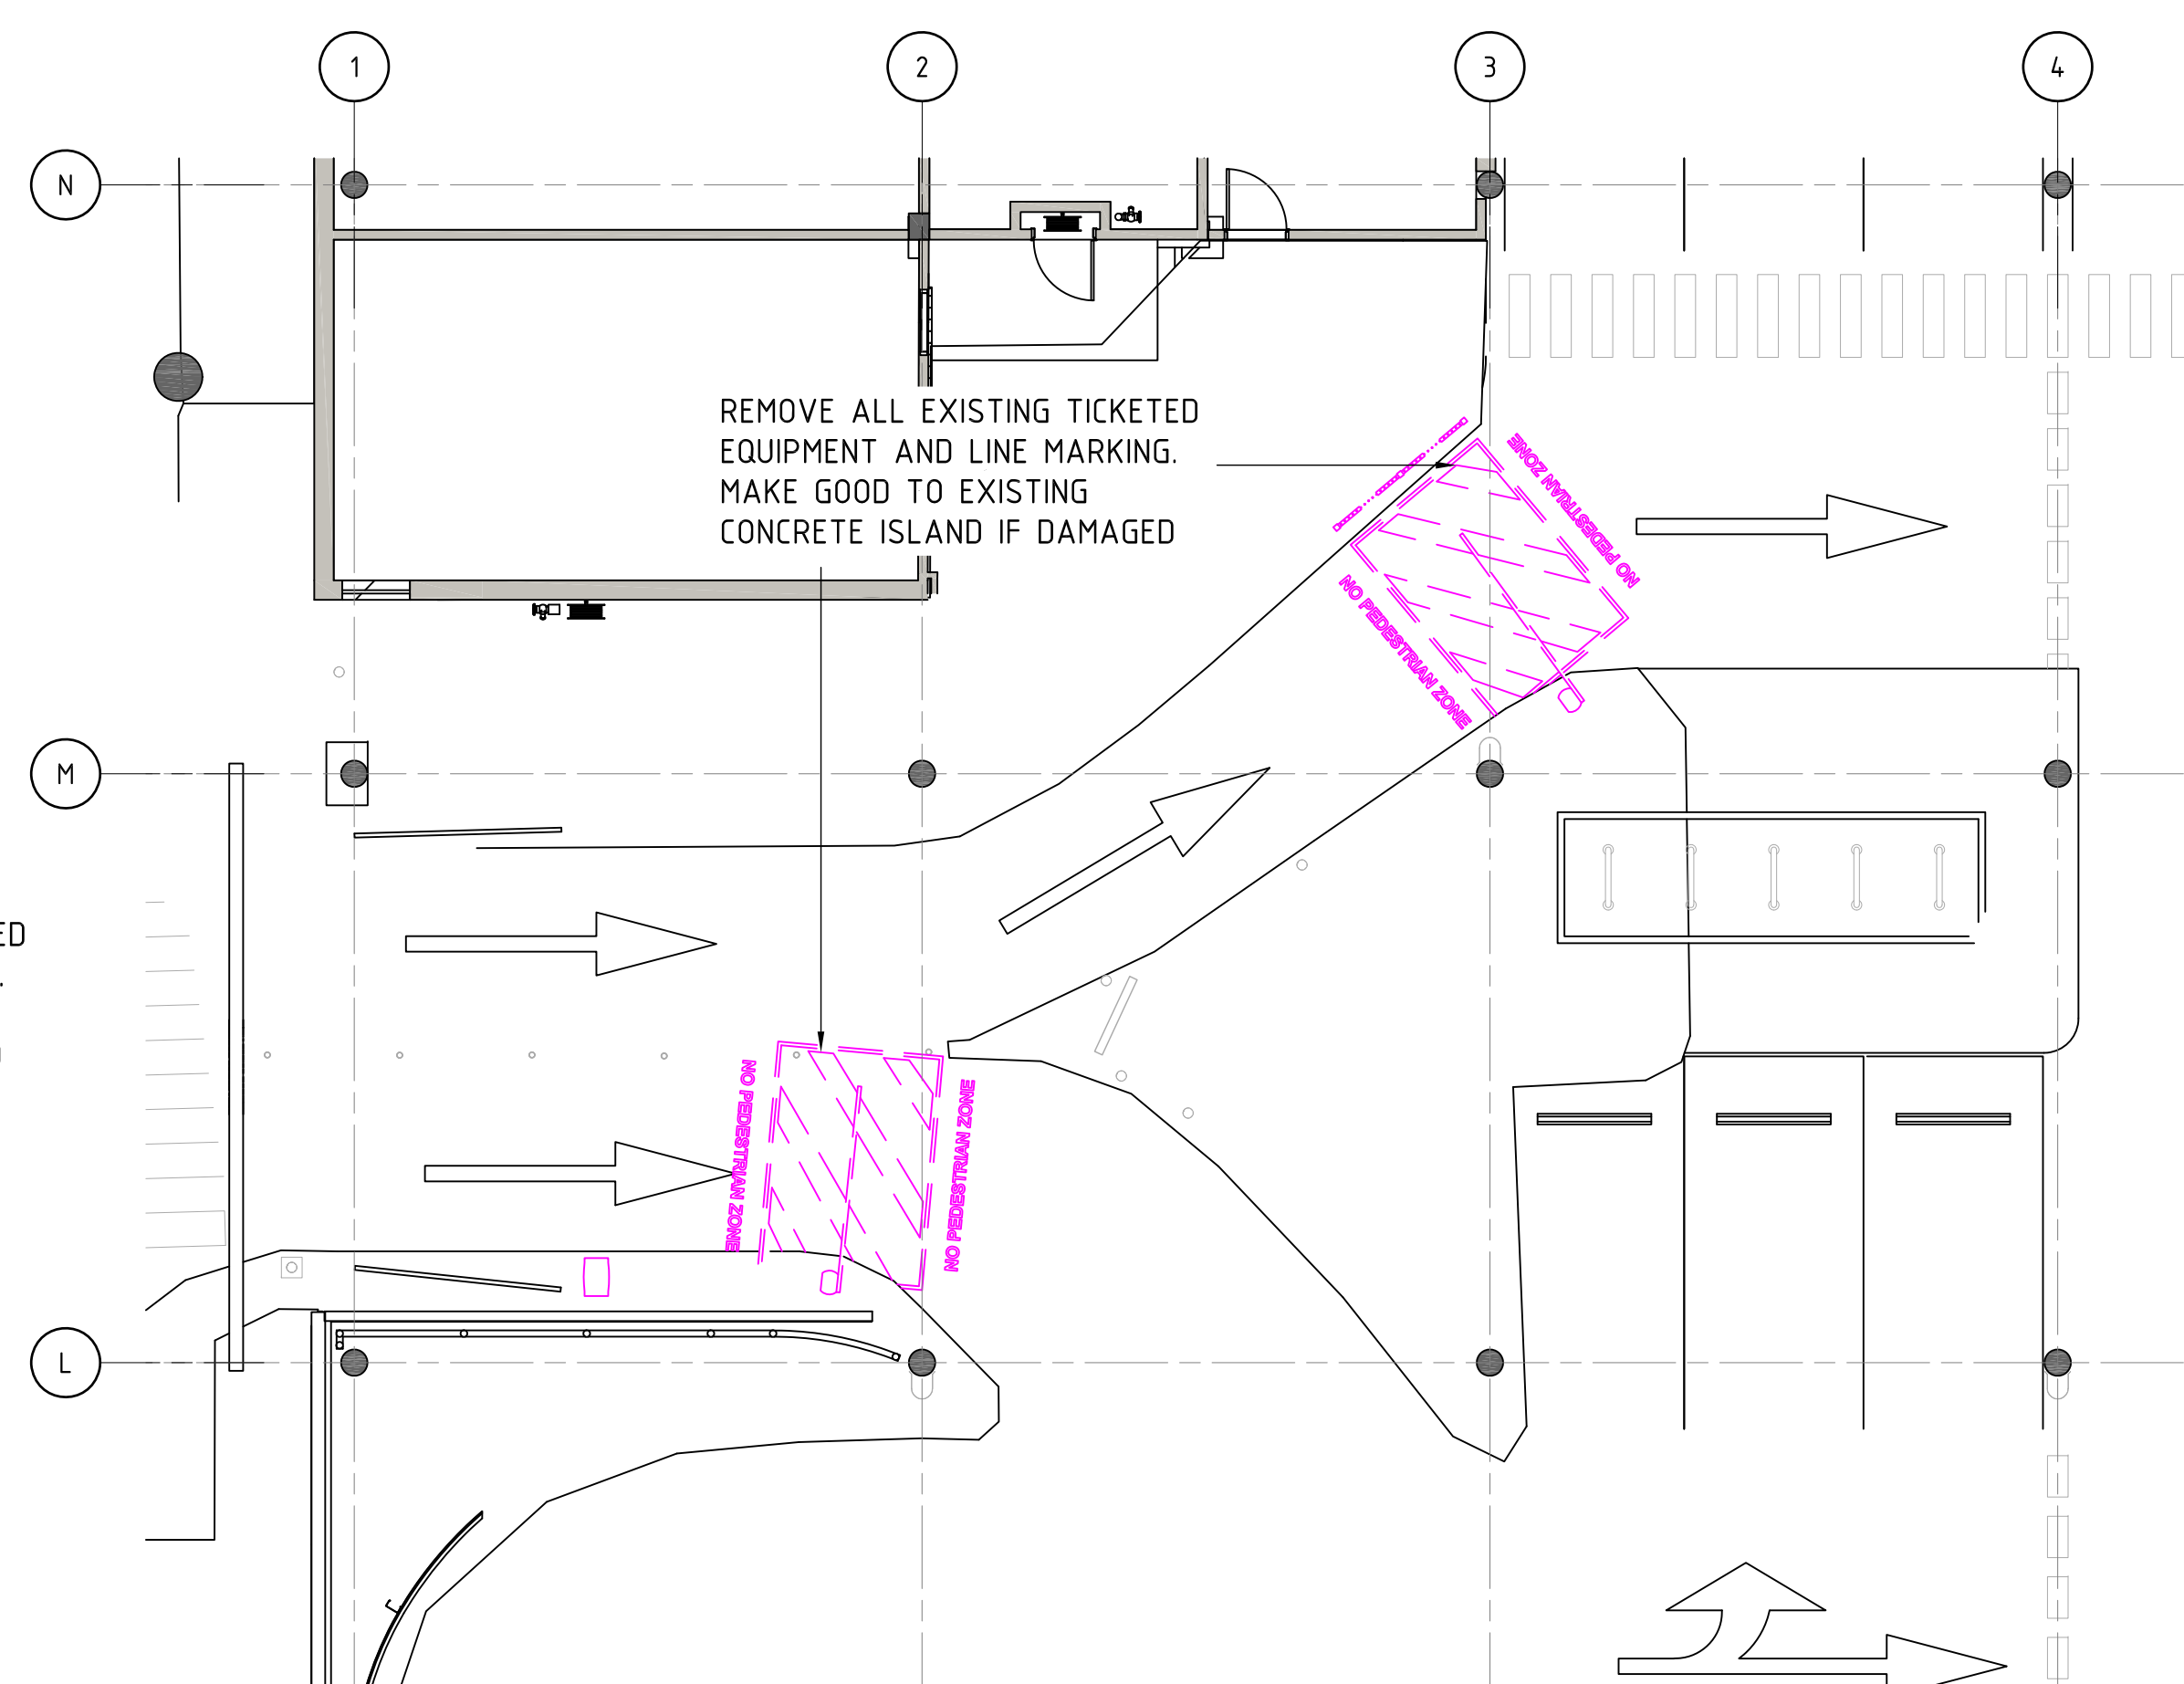 1
2
3
4
N
REMOVE ALL EXISTING TICKETED
EQUIPMENT AND LINE MARKING.
MAKE GOOD TO EXISTING
CONCRETE ISLAND IF DAMAGED
NO PEDESTRIAN ZONE
NO PEDESTRIAN ZONE
M
ED
.
NO PEDESTRIAN ZONE
NO PEDESTRIAN ZONE
L